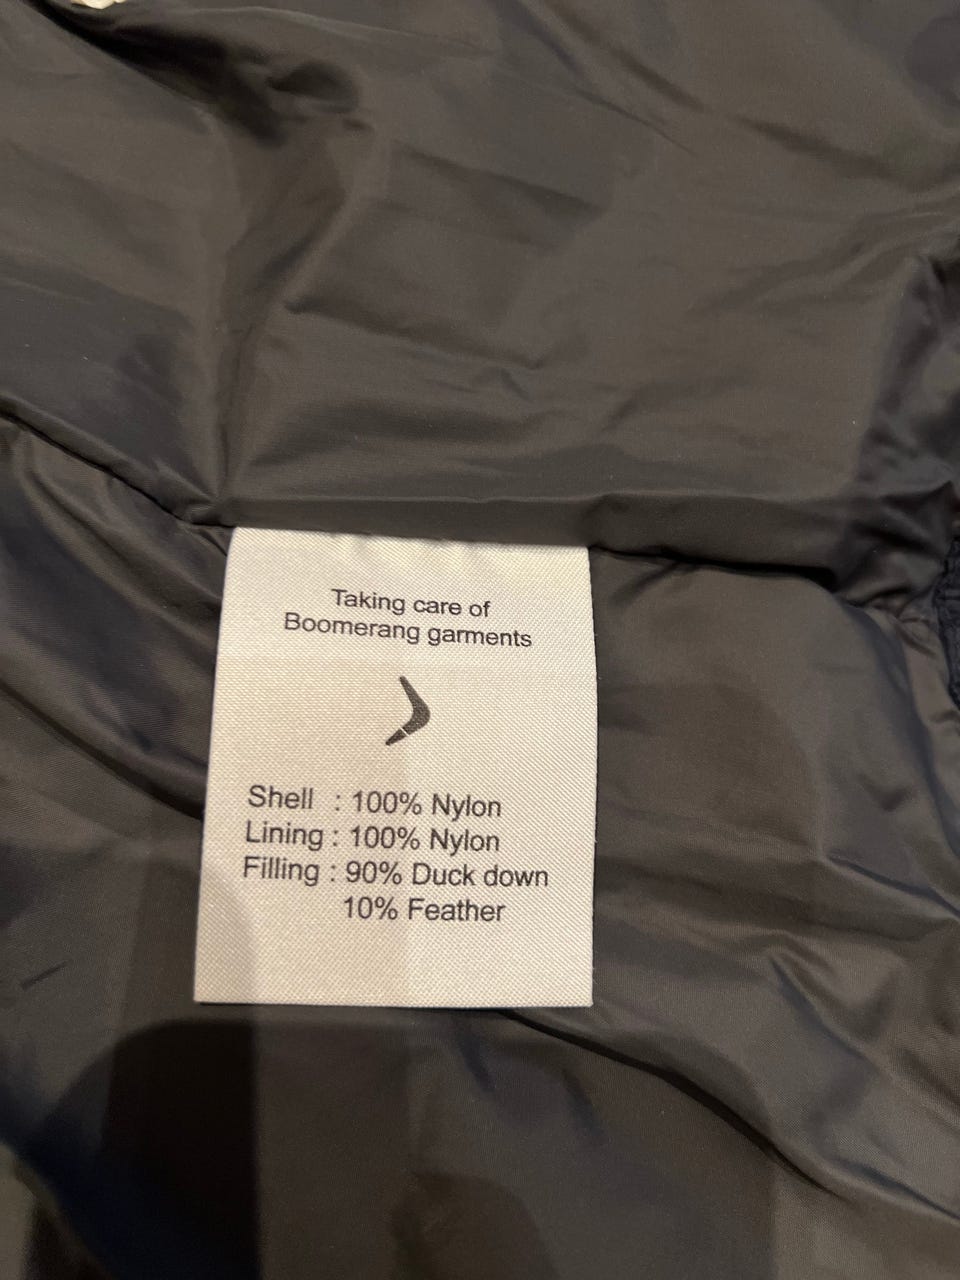 Taking care of
Boomerang garments
Shell : 100% Nylon
Lining : 100% Nylon
Filling : 90% Duck down
10% Feather